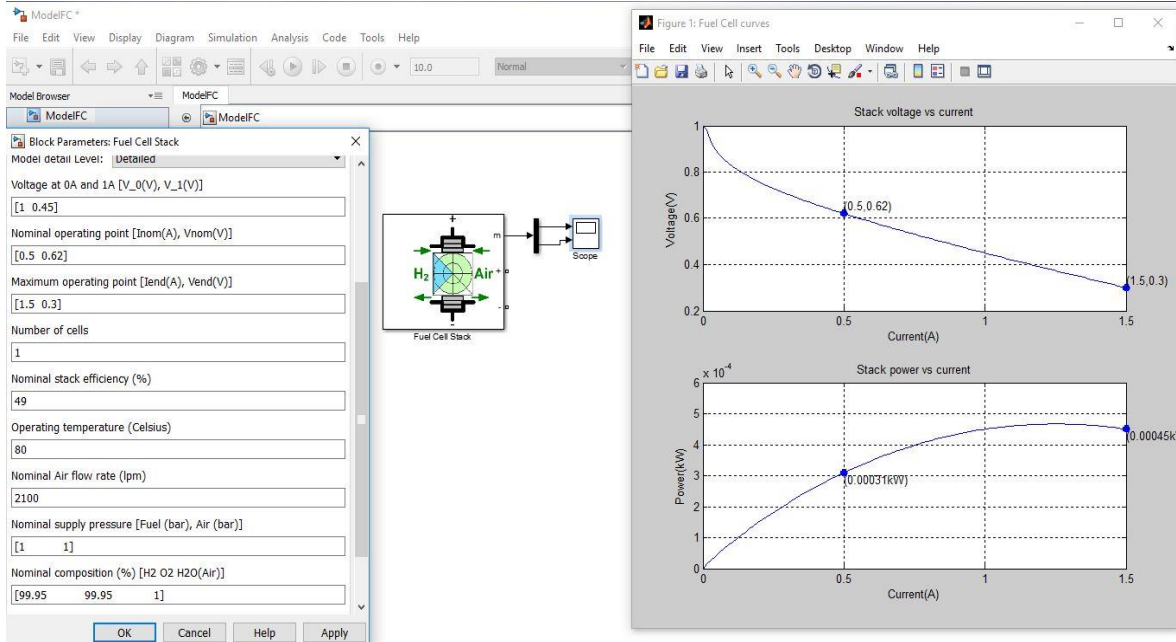 ModelFC *
File Edit View Display Diagram Simulation Analysis Code Tools Help
10.0
Normal
Model Browser
ModelFC
ModelFC
ModelFC
Block Parameters: Fuel Cell Stack
Model detail Level: Detailed
Voltage at 0A and 1A [V_0(V), V_1(V)]
[1 0.45]
Nominal operating point [Inom(A), Vnom(V)]
[0.5 0.62]
Maximum operating point [Iend(A), Vend(V)]
[1.5 0.3]
Number of cells
1
Nominal stack efficiency (%)
49
Operating temperature (Celsius)
80
Nominal Air flow rate (lpm)
2100
Nominal supply pressure [Fuel (bar), Air (bar)]
[1 1]
Nominal composition (%) [H2 O2 H2O(Air)]
[99.95 99.95 1]
OK Cancel Help Apply
+
m
H2 Air
+
-
-
Fuel Cell Stack
Scope
Figure 1: Fuel Cell curves
File Edit View Insert Tools Desktop Window Help
Stack voltage vs current
Voltage(V)
1
0.8
0.6
0.4
0.2
(0.5,0.62)
(1.5,0.3)
0 0.5 1 1.5
Current(A)
Stack power vs current
x 10^-4
Power(kW)
6
5
4
3
2
1
0
(0.00031kW)
(0.00045k
0 0.5 1 1.5
Current(A)